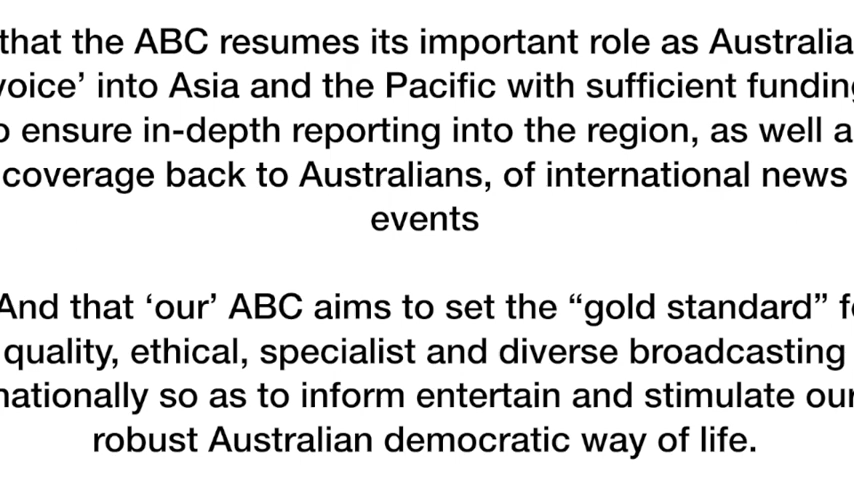 that the ABC resumes its important role as Australia
voice’ into Asia and the Pacific with sufficient funding
ensure in-depth reporting into the region, as well a
coverage back to Australians, of international news
events
And that ‘our’ ABC aims to set the “gold standard” f
quality, ethical, specialist and diverse broadcasting
nationally so as to inform entertain and stimulate our
robust Australian democratic way of life.